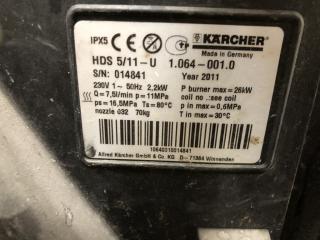 IPX5 CE KÄRCHER
Made in Germany
HDS 5/11-U 1.064-001.0
S/N: 014841 Year 2011
230V 1~ 50Hz 2,2kW P burner max=26kW
Q=7,5l/min p=11MPa coil no .:see coil
ps=16,5MPa Ts=80°C p in max=0,6MPa
nozzle 032 70kg T in max=30°C
10640010014841
Alfred Kärcher GmbH & Co. KG D-71364 Winnenden